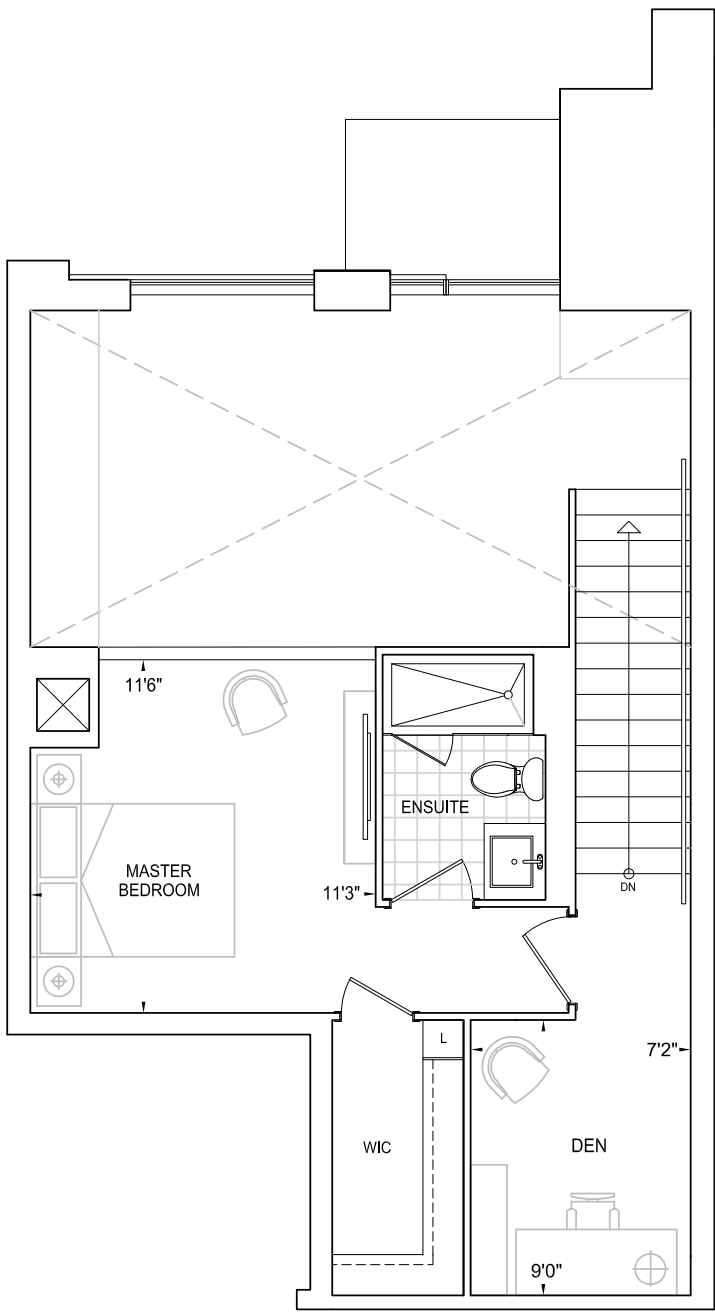 11'6"
ENSUITE
MASTER
BEDROOM
11'3"
DN
L
7'2"
WIC
DEN
9'0"